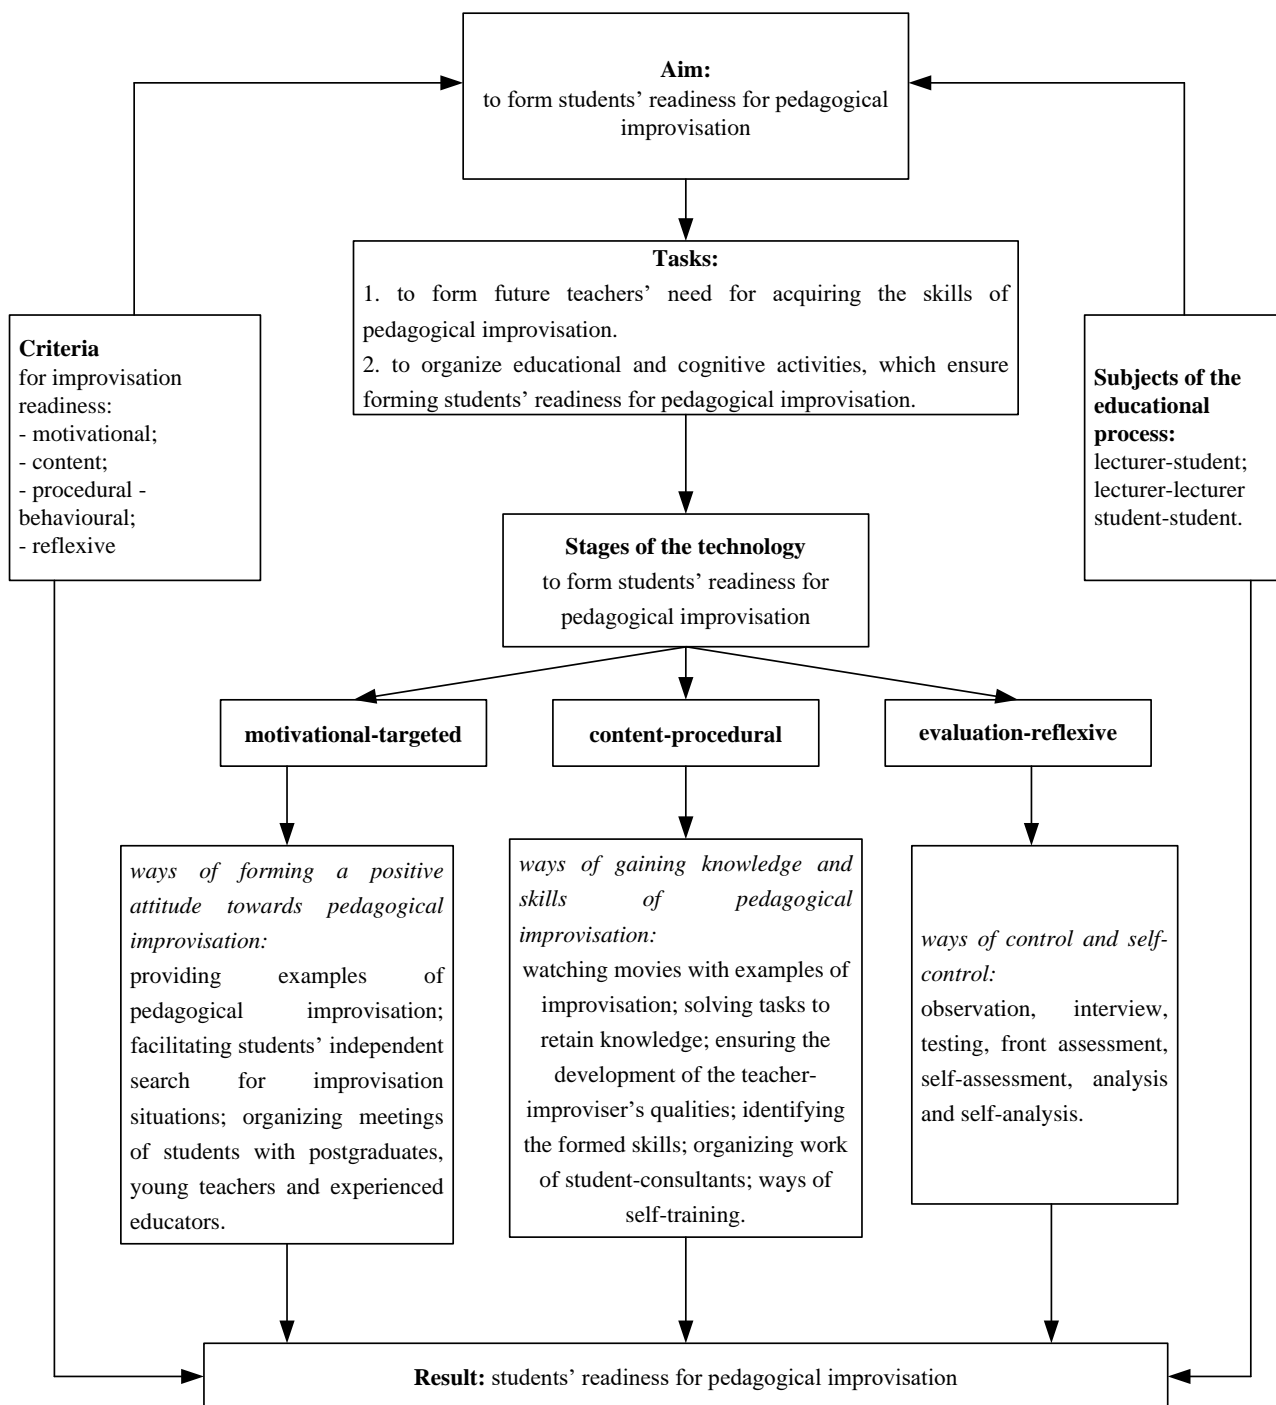 Aim:
to form students’ readiness for pedagogical
improvisation
Tasks:
1. to form future teachers’ need for acquiring the skills of
pedagogical improvisation.
2. to organize educational and cognitive activities, which ensure
forming students’ readiness for pedagogical improvisation.
Criteria
for improvisation
readiness:
- motivational;
- content;
- procedural -
behavioural;
- reflexive
Subjects of the
educational
process:
lecturer-student;
lecturer-lecturer
student-student.
Stages of the technology
to form students’ readiness for
pedagogical improvisation
motivational-targeted
content-procedural
evaluation-reflexive
ways of forming a positive
attitude towards pedagogical
improvisation:
providing examples of
pedagogical improvisation;
facilitating students’ independent
search for improvisation
situations; organizing meetings
of students with postgraduates,
young teachers and experienced
educators.
ways of gaining knowledge and
skills of pedagogical
improvisation:
watching movies with examples of
improvisation; solving tasks to
retain knowledge; ensuring the
development of the teacher-
improviser’s qualities; identifying
the formed skills; organizing work
of student-consultants; ways of
self-training.
ways of control and self-
control:
observation, interview,
testing, front assessment,
self-assessment, analysis
and self-analysis.
Result: students’ readiness for pedagogical improvisation